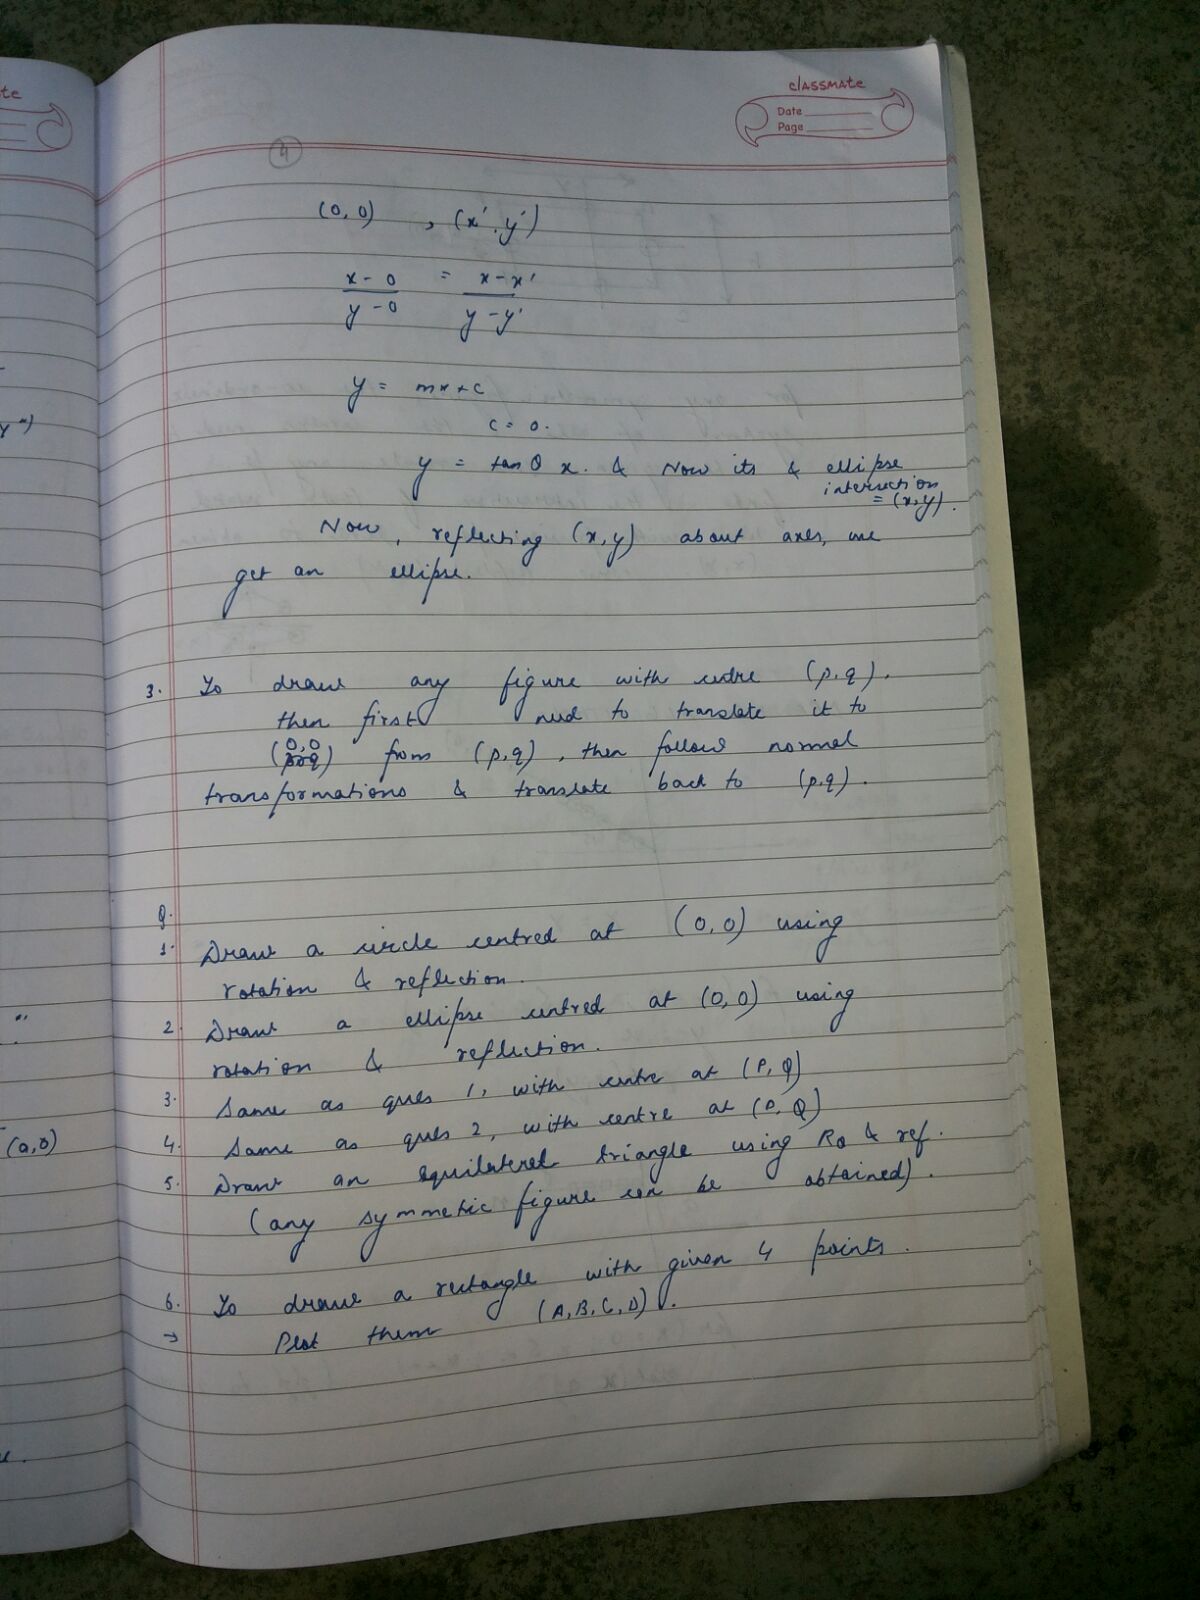 te
classmate
Date
Page
4
(0, 0) , (x', y')
x - 0 = x - x'
y - 0 y - y'
y = mx + c
c = 0.
y = tan θ x. & Now its & ellipse
intersection
= (x,y).
Now, reflecting (x,y) about axes, we
get an ellipse.
3. To draw any figure with centre (p,q).
then first need to translate it to
(0,0) from (p,q), then follow normal
transformations & translate back to (p,q).
Q.
1. Draw a circle centred at (0,0) using
rotation & reflection.
2. Draw a ellipse centred at (0,0) using
rotation & reflection.
3. Same as ques 1, with centre at (P,Q)
(a,0)
4. Same as ques 2, with centre at (P,Q)
5. Draw an equilateral triangle using Rθ & ref.
(any symmetic figure can be obtained).
6. To draw a rectangle with given 4 points.
→ Plot them (A,B,C,D).